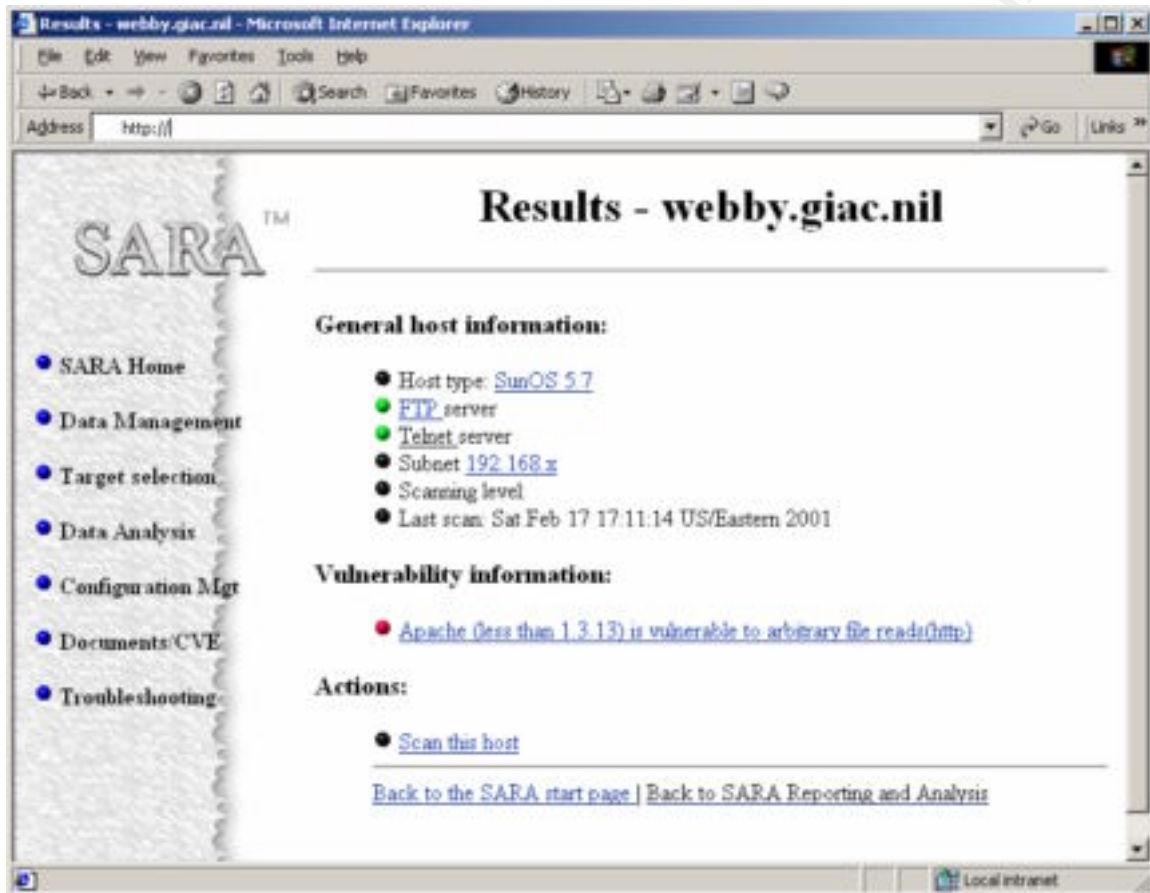 Results - webby.giac.nil - Microsoft Internet Explorer
File Edit View Favorites Tools Help
Back Search Favorites History
Address http:// Go Links »
SARA TM
Results - webby.giac.nil
General host information:
Host type: SunOS 5.7
FTP server
Telnet server
Subnet 192.168.x
Scanning level
Last scan: Sat Feb 17 17:11:14 US/Eastern 2001
Vulnerability information:
Apache (less than 1.3.13) is vulnerable to arbitrary file reads(http)
Actions:
Scan this host
Back to the SARA start page | Back to SARA Reporting and Analysis
SARA Home
Data Management
Target selection
Data Analysis
Configuration Mgt
Documents/CVE
Troubleshooting
Local intranet